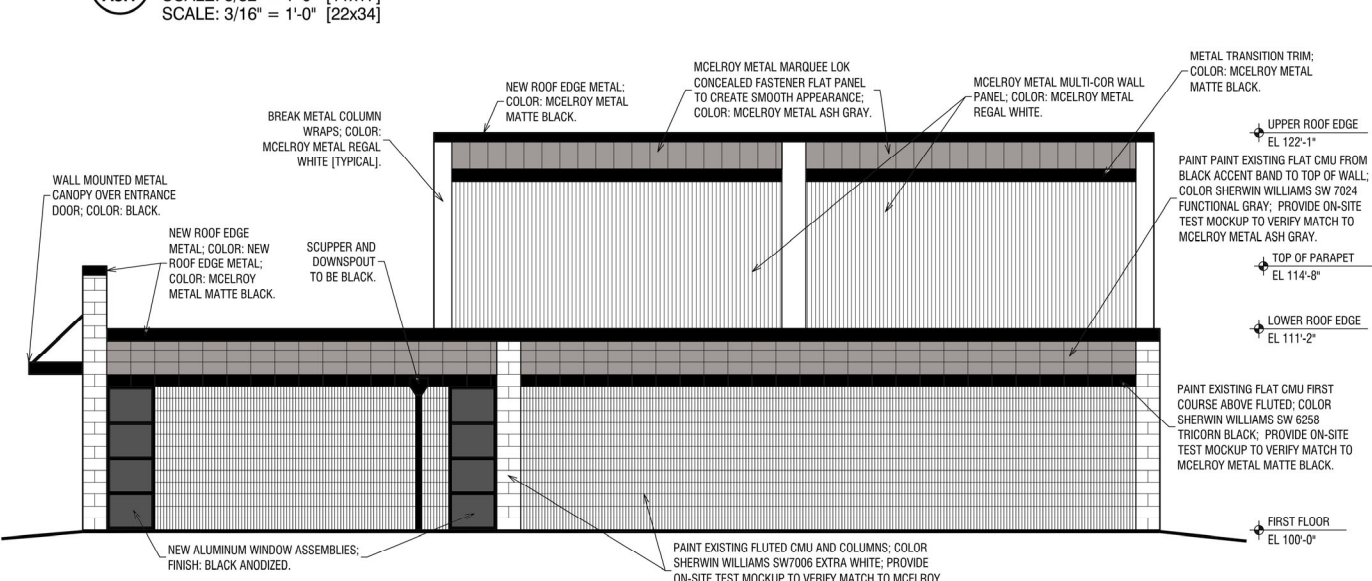 SCALE: 3/16" = 1'-0" [22x34]
METAL TRANSITION TRIM;
COLOR: MCELROY METAL
MATTE BLACK.
MCELROY METAL MARQUEE LOK
CONCEALED FASTENER FLAT PANEL
TO CREATE SMOOTH APPEARANCE;
COLOR: MCELROY METAL ASH GRAY.
MCELROY METAL MULTI-COR WALL
PANEL; COLOR: MCELROY METAL
REGAL WHITE.
NEW ROOF EDGE METAL;
COLOR: MCELROY METAL
MATTE BLACK.
BREAK METAL COLUMN
WRAPS; COLOR:
MCELROY METAL REGAL
WHITE [TYPICAL].
UPPER ROOF EDGE
EL 122'-1"
PAINT PAINT EXISTING FLAT CMU FROM
BLACK ACCENT BAND TO TOP OF WALL;
COLOR SHERWIN WILLIAMS SW 7024
FUNCTIONAL GRAY; PROVIDE ON-SITE
TEST MOCKUP TO VERIFY MATCH TO
MCELROY METAL ASH GRAY.
WALL MOUNTED METAL
CANOPY OVER ENTRANCE
DOOR; COLOR: BLACK.
NEW ROOF EDGE
METAL; COLOR: NEW
ROOF EDGE METAL;
COLOR: MCELROY
METAL MATTE BLACK.
SCUPPER AND
DOWNSPOUT
TO BE BLACK.
TOP OF PARAPET
EL 114'-8"
LOWER ROOF EDGE
EL 111'-2"
PAINT EXISTING FLAT CMU FIRST
COURSE ABOVE FLUTED; COLOR
SHERWIN WILLIAMS SW 6258
TRICORN BLACK; PROVIDE ON-SITE
TEST MOCKUP TO VERIFY MATCH TO
MCELROY METAL MATTE BLACK.
FIRST FLOOR
EL 100'-0"
NEW ALUMINUM WINDOW ASSEMBLIES;
FINISH: BLACK ANODIZED.
PAINT EXISTING FLUTED CMU AND COLUMNS; COLOR
SHERWIN WILLIAMS SW7006 EXTRA WHITE; PROVIDE
ON-SITE TEST MOCKUP TO VERIFY MATCH TO MCELROY